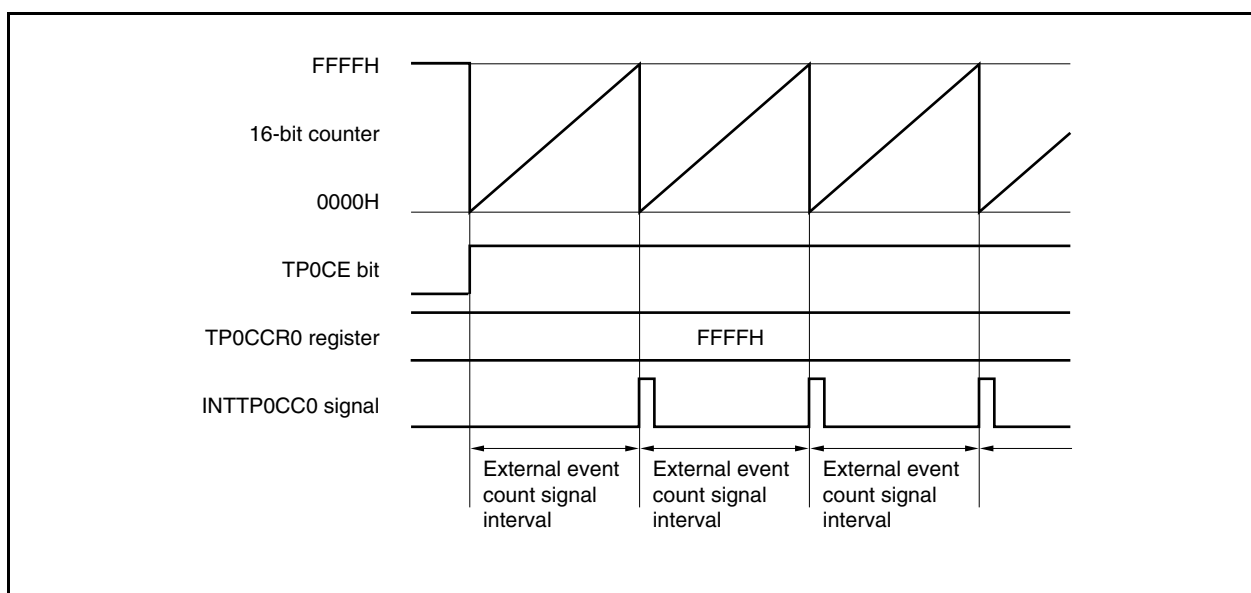 FFFFH
16-bit counter
0000H
TP0CE bit
TP0CCR0 register
FFFFH
INTTP0CC0 signal
External event
count signal
interval
External event
count signal
interval
External event
count signal
interval